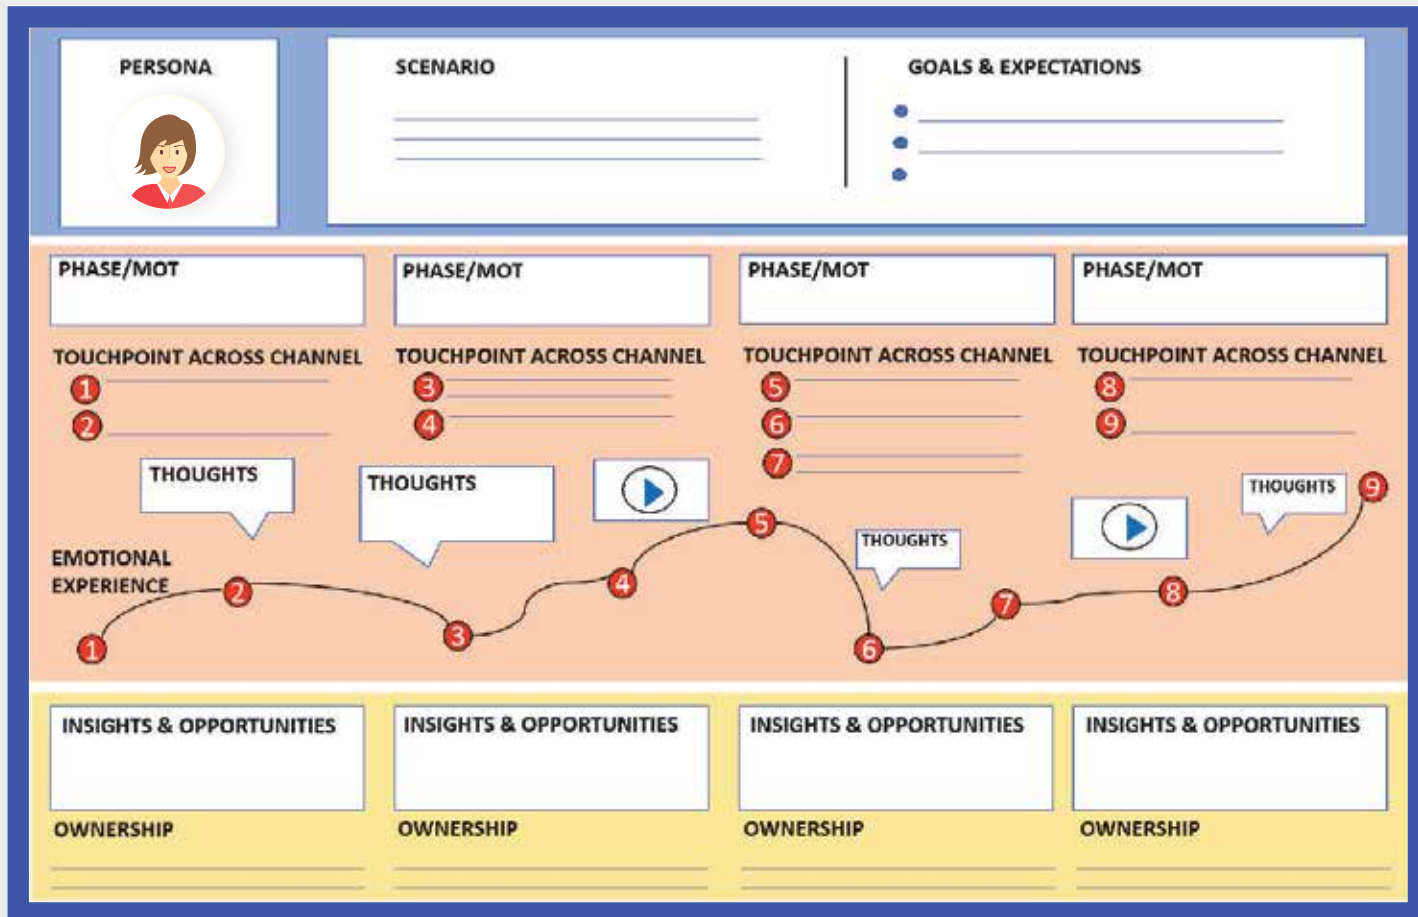 PERSONA
SCENARIO
GOALS & EXPECTATIONS
PHASE/MOT
PHASE/MOT
PHASE/MOT
PHASE/MOT
TOUCHPOINT ACROSS CHANNEL
1
2
TOUCHPOINT ACROSS CHANNEL
3
4
TOUCHPOINT ACROSS CHANNEL
5
6
7
TOUCHPOINT ACROSS CHANNEL
8
9
THOUGHTS
THOUGHTS
THOUGHTS
THOUGHTS
EMOTIONAL
EXPERIENCE
1
2
3
4
5
6
7
8
9
INSIGHTS & OPPORTUNITIES
INSIGHTS & OPPORTUNITIES
INSIGHTS & OPPORTUNITIES
INSIGHTS & OPPORTUNITIES
OWNERSHIP
OWNERSHIP
OWNERSHIP
OWNERSHIP